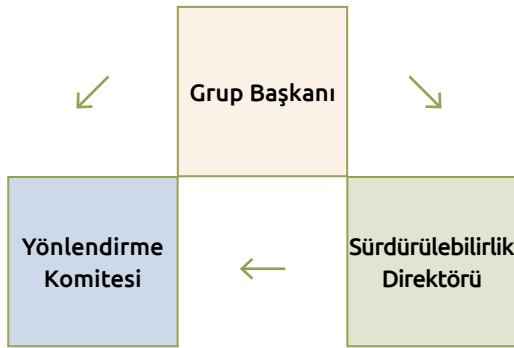 Grup Başkanı
Yönlendirme
Komitesi
Sürdürülebilirlik
Direktörü